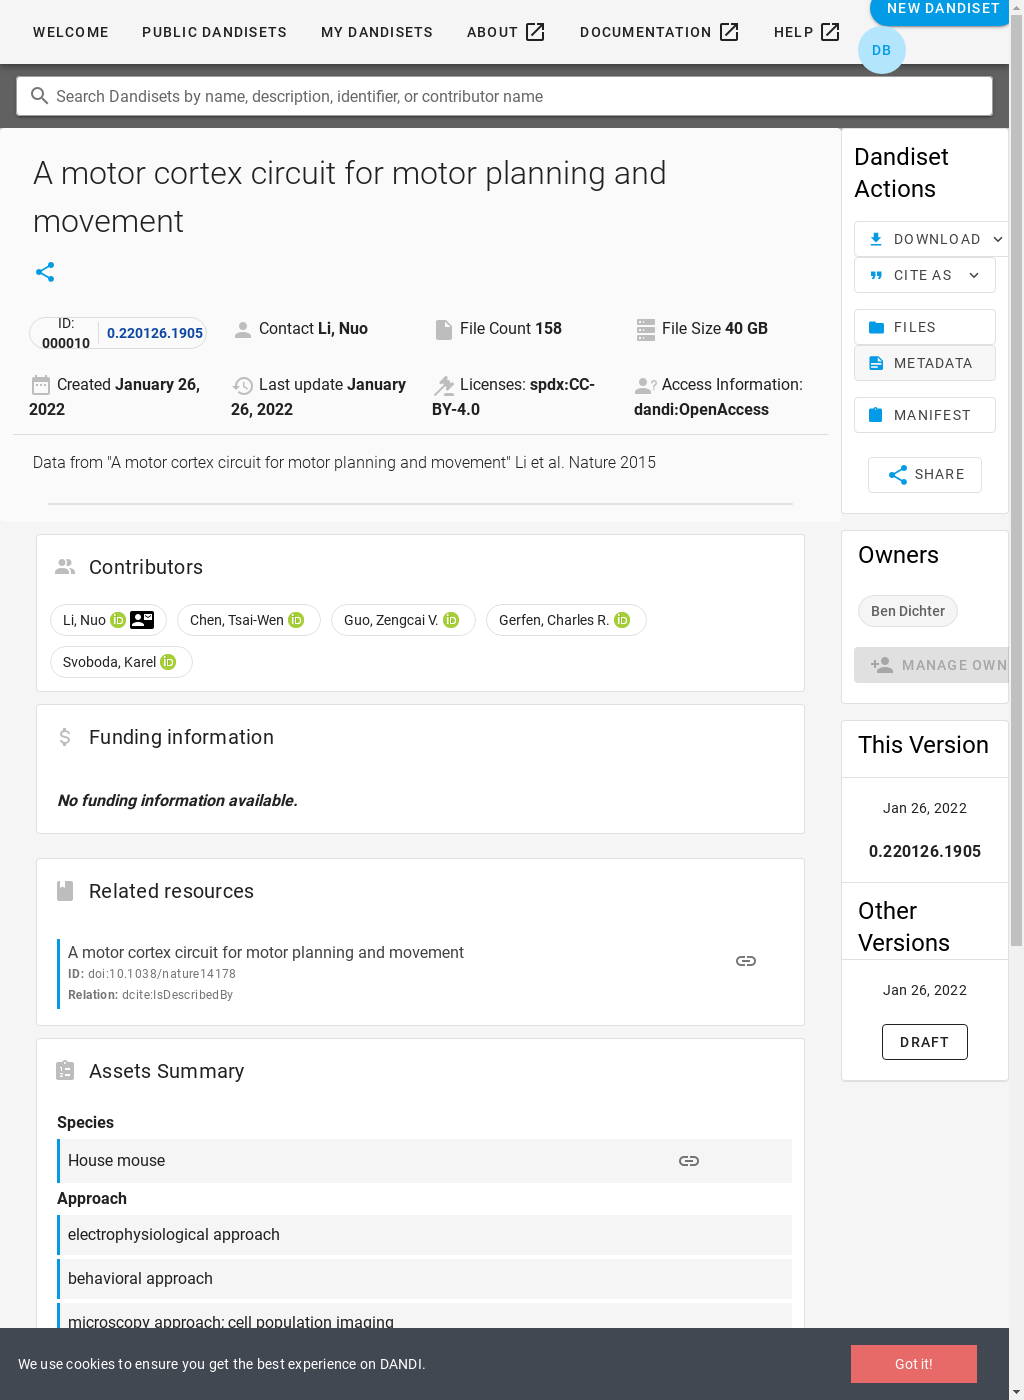 WELCOME PUBLIC DANDISETS MY DANDISETS ABOUT DOCUMENTATION HELP NEW DANDISET
DB
Search Dandisets by name, description, identifier, or contributor name
A motor cortex circuit for motor planning and
movement
ID:
000010
0.220126.1905
Contact Li, Nuo
File Count 158
File Size 40 GB
Created January 26,
2022
Last update January
26, 2022
Licenses: spdx:CC-
BY-4.0
Access Information:
dandi:OpenAccess
Data from "A motor cortex circuit for motor planning and movement" Li et al. Nature 2015
Contributors
Li, Nuo iD
Chen, Tsai-Wen iD
Guo, Zengcai V. iD
Gerfen, Charles R. iD
Svoboda, Karel iD
Funding information
No funding information available.
Related resources
A motor cortex circuit for motor planning and movement
ID: doi:10.1038/nature14178
Relation: dcite:IsDescribedBy
Assets Summary
Species
House mouse
Approach
electrophysiological approach
behavioral approach
microscopy approach; cell population imaging
Dandiset
Actions
DOWNLOAD
CITE AS
FILES
METADATA
MANIFEST
SHARE
Owners
Ben Dichter
MANAGE OWN
This Version
Jan 26, 2022
0.220126.1905
Other
Versions
Jan 26, 2022
DRAFT
We use cookies to ensure you get the best experience on DANDI.
Got it!